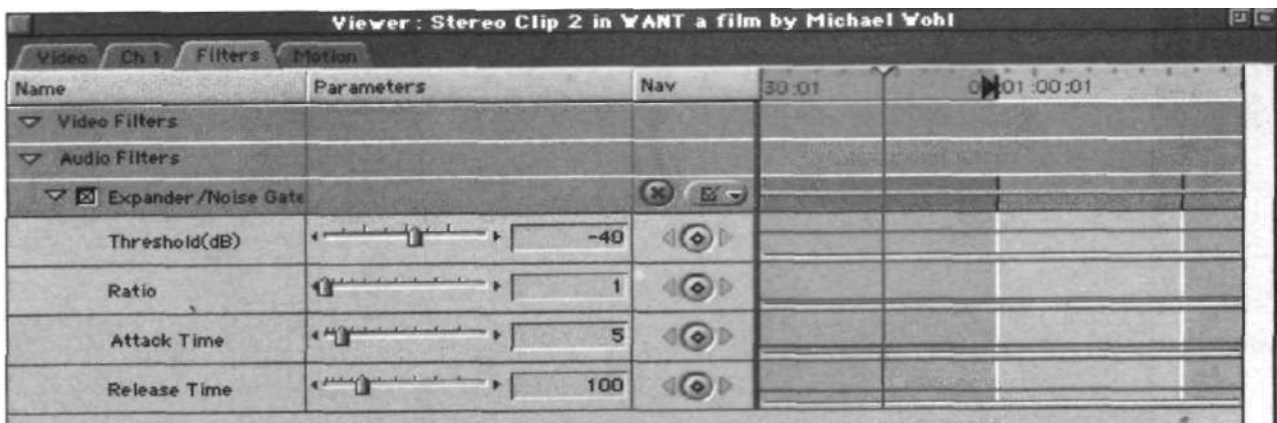 Viewer : Stereo Clip 2 in WANT a film by Michael Wohl
Video Ch 1 Filters Motion
Name Parameters Nav 30:01 01:00:01
Video Filters
Audio Filters
Expander/Noise Gate
Threshold(dB) -40
Ratio 1
Attack Time 5
Release Time 100